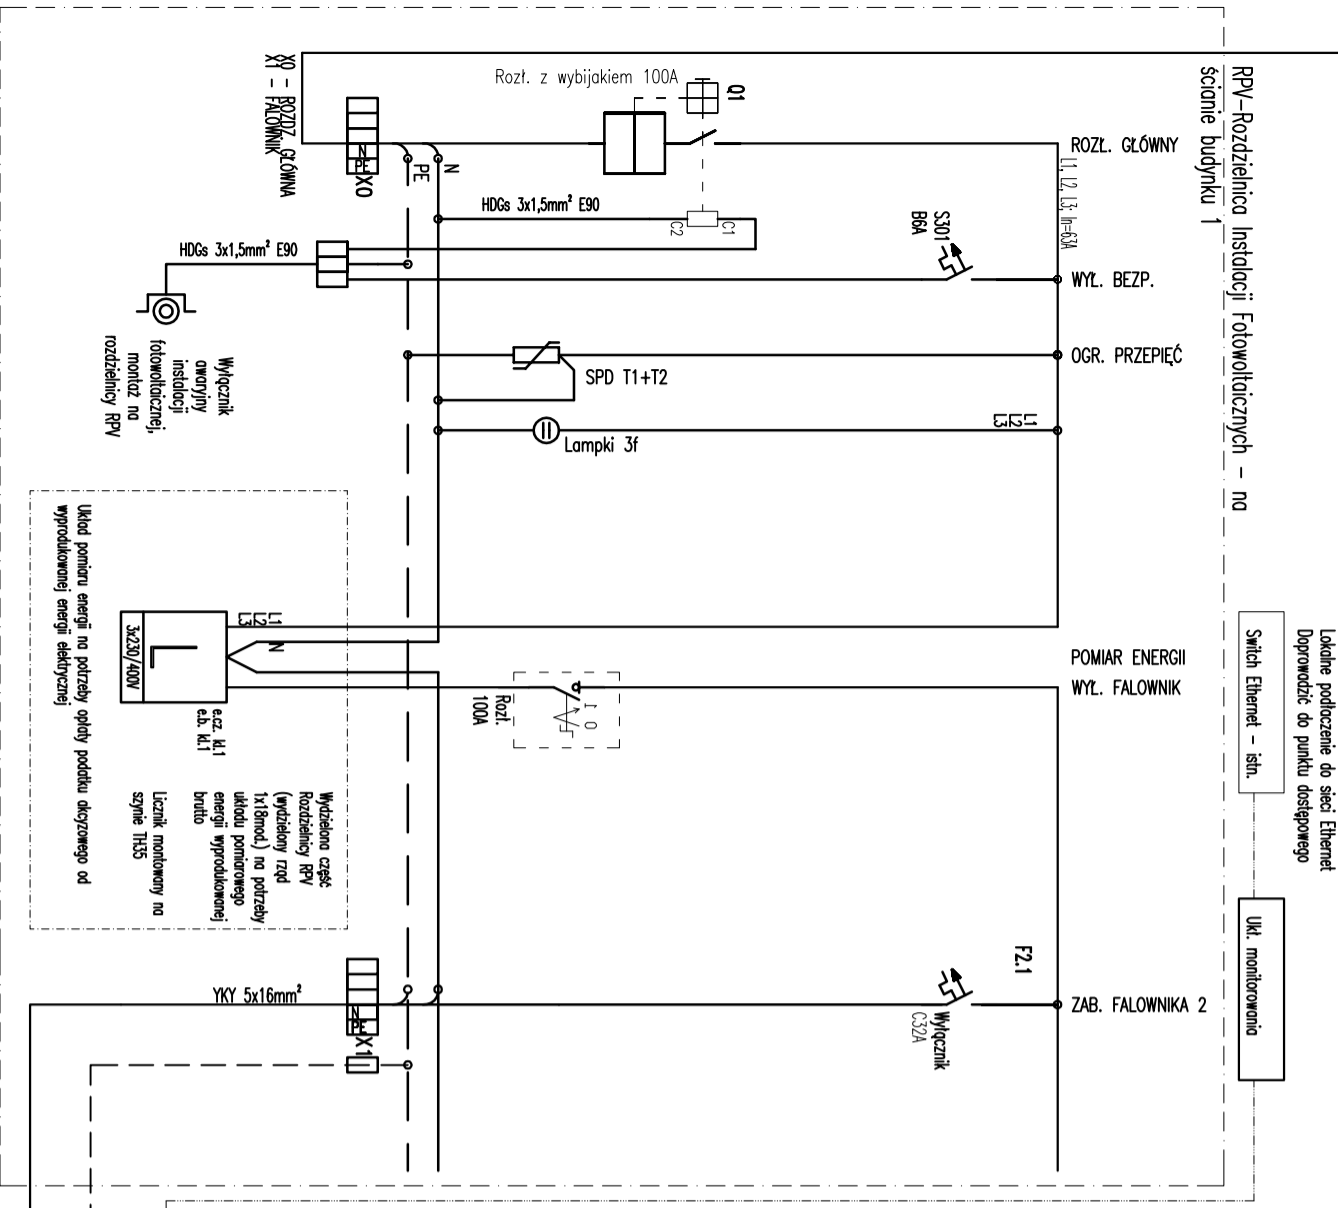 RPV-Rozdzielnica Instalacji Fotowoltaicznych - na
ścianie budynku 1
Lokalne podłączenie do sieci Ethernet
Doprowadzić do punktu dostępowego
Switch Ethernet - istn.
Ukł. monitorowania
ROZŁ. GŁÓWNY
L1, L2, L3; In=63A
WYŁ. BEZP.
OGR. PRZEPIĘĆ
POMIAR ENERGII
WYŁ. FALOWNIK
ZAB. FALOWNIKA 2
Rozł. z wybijakiem 100A
Q1
X0 - ROZDZ. GŁÓWNA
X1 - FALOWNIK
N
PE
X0
N
PE
HDGs 3x1,5mm² E90
C1
C2
S301
B6A
HDGs 3x1,5mm² E90
Wyłącznik
awaryjny
instalacji
fotowoltaicznej,
montaż na
rozdzielnicy RPV
SPD T1+T2
Lampki 3f
L1
L2
L3
L1
L2
L3
N
3x230/400V
e.cz. kl.1
e.b. kl.1
Układ pomiaru energii na potrzeby opłaty podatku akcyzowego od
wyprodukowanej energii elektrycznej
Wydzielona część
Rozdzielnicy RPV
(wydzielony rząd
1x18mod.) na potrzeby
układu pomiarowego
energii wyprodukowanej
brutto
Licznik montowany na
szynie TH35
Rozł.
100A
I 0
F2.1
Wyłącznik
C32A
YKY 5x16mm²
N
PE
X1